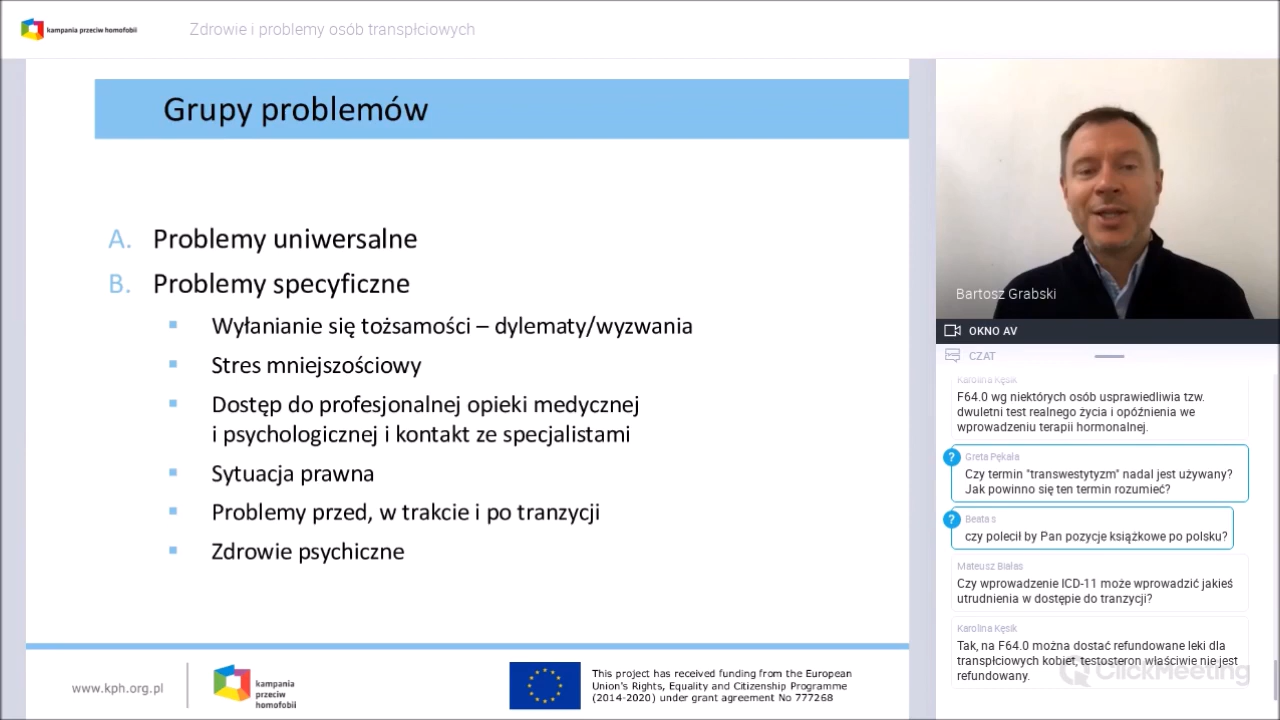 kampania przeciw homofobii
Zdrowie i problemy osób transpłciowych
Grupy problemów
A. Problemy uniwersalne
B. Problemy specyficzne
▪ Wyłanianie się tożsamości – dylematy/wyzwania
▪ Stres mniejszościowy
▪ Dostęp do profesjonalnej opieki medycznej
i psychologicznej i kontakt ze specjalistami
▪ Sytuacja prawna
▪ Problemy przed, w trakcie i po tranzycji
▪ Zdrowie psychiczne
www.kph.org.pl
kampania
przeciw
homofobii
This project has received funding from the European
Union's Rights, Equality and Citizenship Programme
(2014-2020) under grant agreement No 777268
Bartosz Grabski
OKNO AV
CZAT
Karolina Kęsik
F64.0 wg niektórych osób usprawiedliwia tzw.
dwuletni test realnego życia i opóźnienia we
wprowadzeniu terapii hormonalnej.
?
Greta Pękala
Czy termin "transwestytyzm" nadal jest używany?
Jak powinno się ten termin rozumieć?
?
Beata s
czy polecił by Pan pozycje książkowe po polsku?
Mateusz Białas
Czy wprowadzenie ICD-11 może wprowadzić jakieś
utrudnienia w dostępie do tranzycji?
Karolina Kęsik
Tak, na F64.0 można dostać refundowane leki dla
transpłciowych kobiet, testosteron właściwie nie jest
refundowany.
ClickMeeting